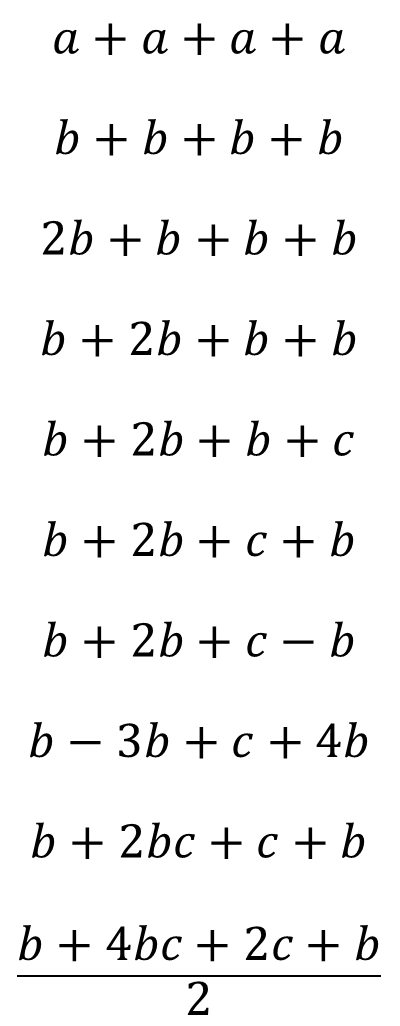 a + a + a + a
b + b + b + b
2b + b + b + b
b + 2b + b + b
b + 2b + b + c
b + 2b + c + b
b + 2b + c − b
b − 3b + c + 4b
b + 2bc + c + b
b + 4bc + 2c + b
2